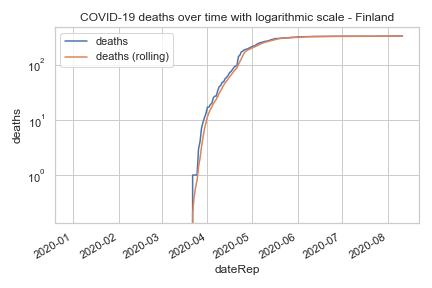 COVID-19 deaths over time with logarithmic scale - Finland
deaths
deaths (rolling)
10²
10¹
10⁰
deaths
2020-01
2020-02
2020-03
2020-04
2020-05
2020-06
2020-07
2020-08
dateRep